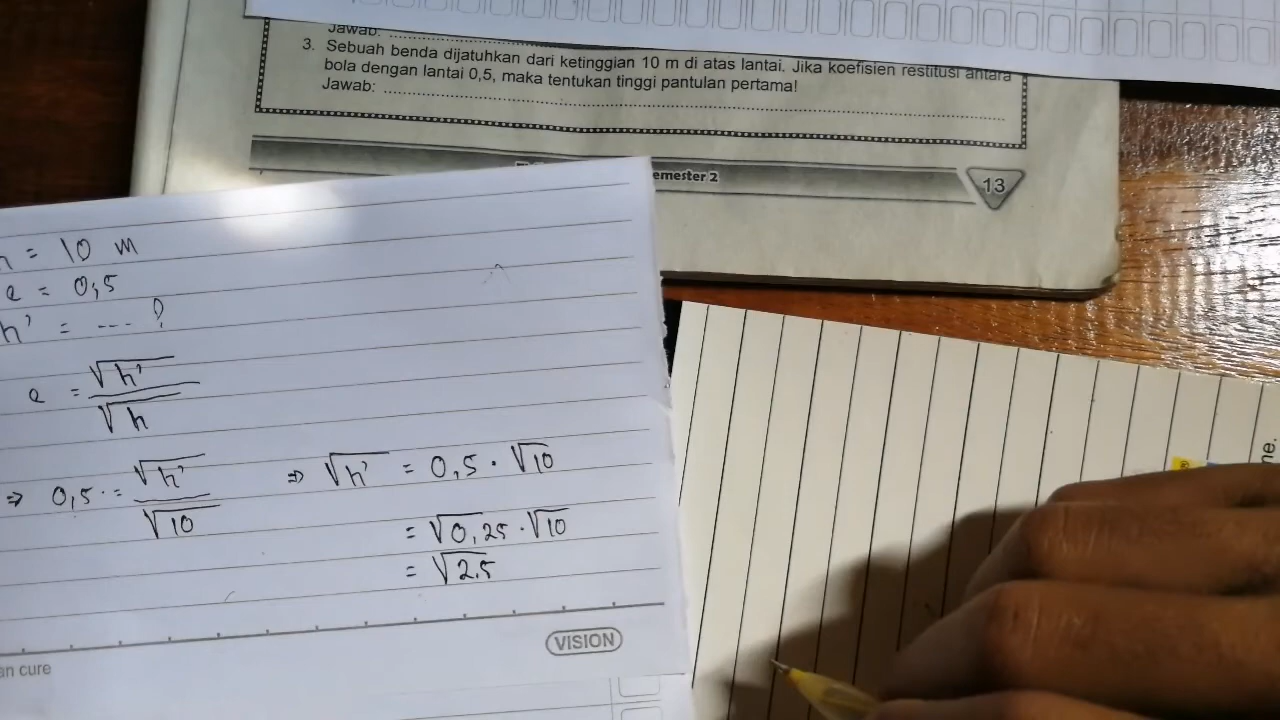 Jawab: ........
3. Sebuah benda dijatuhkan dari ketinggian 10 m di atas lantai. Jika koefisien restitusi antara
bola dengan lantai 0,5, maka tentukan tinggi pantulan pertama!
Jawab: ........
emester 2
13
h = 10 m
e = 0,5
h' = --- ?
e = √h' / √h
⇒ 0,5 = √h' / √10 ⇒ √h' = 0,5 · √10
= √0,25 · √10
= √2.5
VISION
an cure
ne.